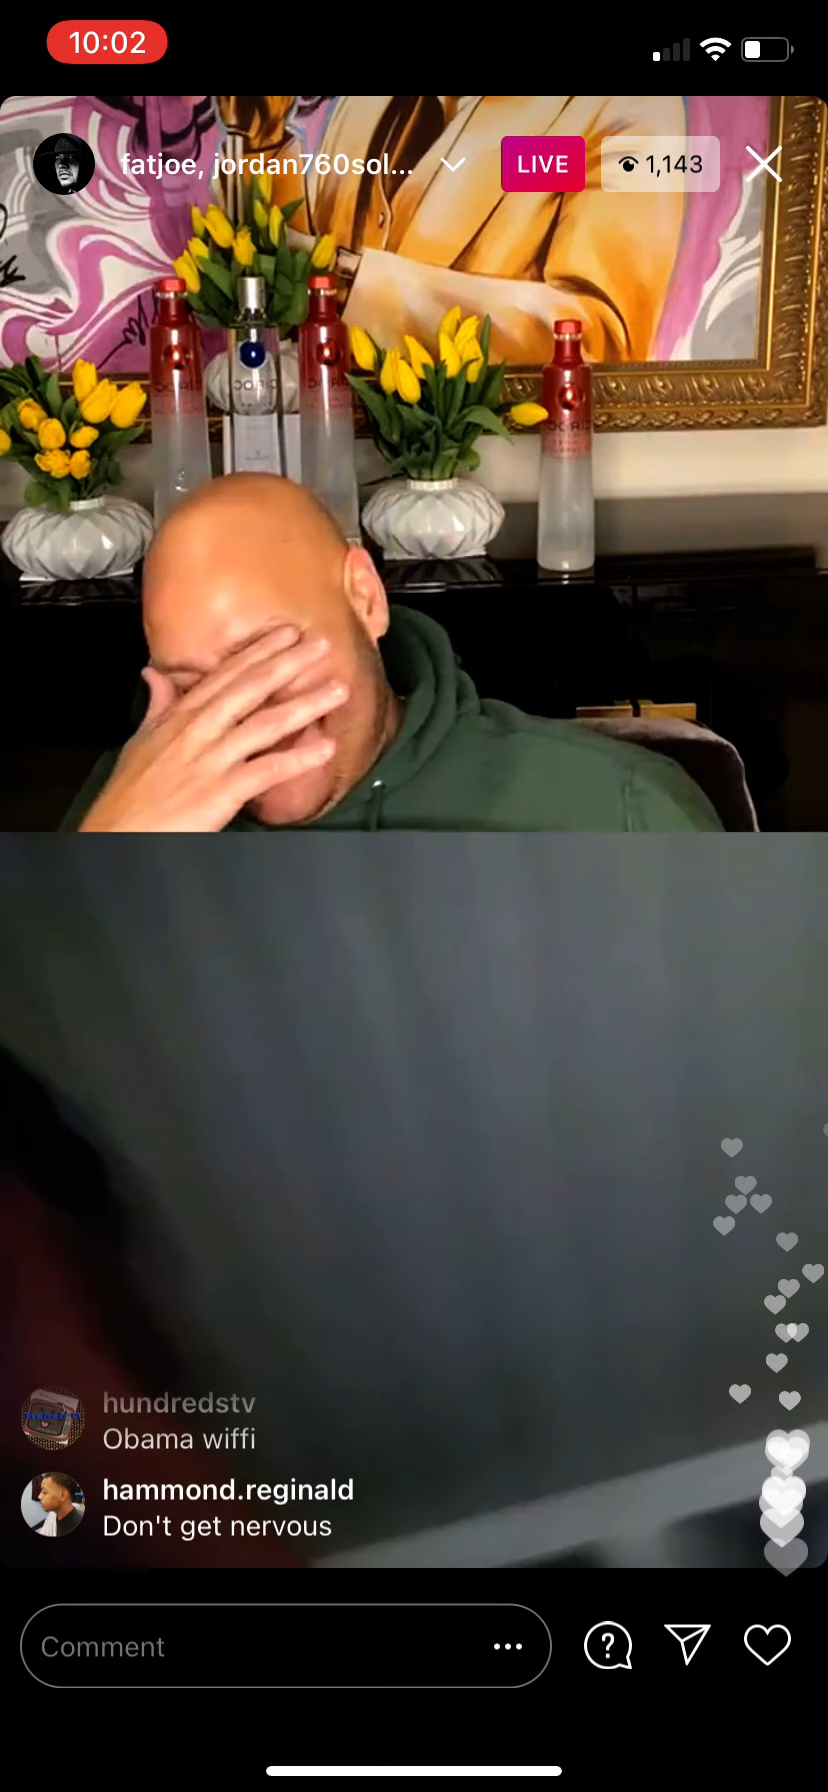 10:02
fatjoe, jordan760sol...
LIVE
1,143
hundredstv
Obama wiffi
hammond.reginald
Don't get nervous
Comment